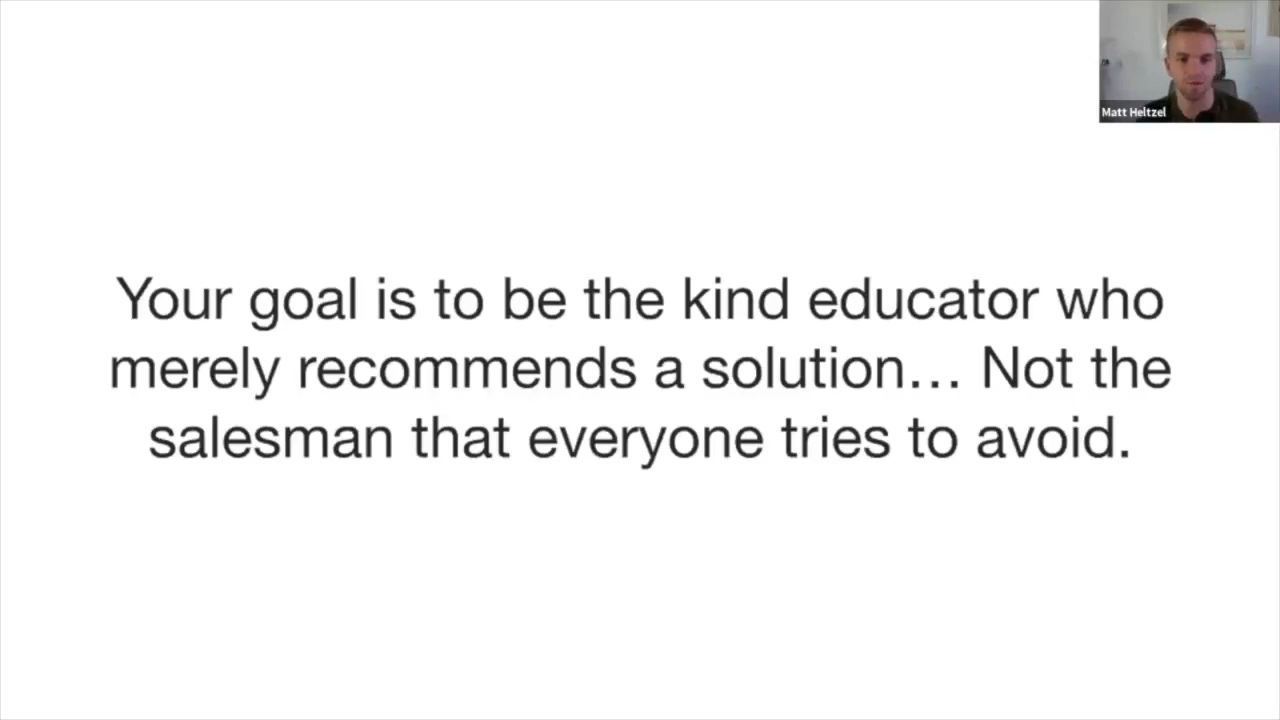 Matt Heltzel
Your goal is to be the kind educator who
merely recommends a solution… Not the
salesman that everyone tries to avoid.